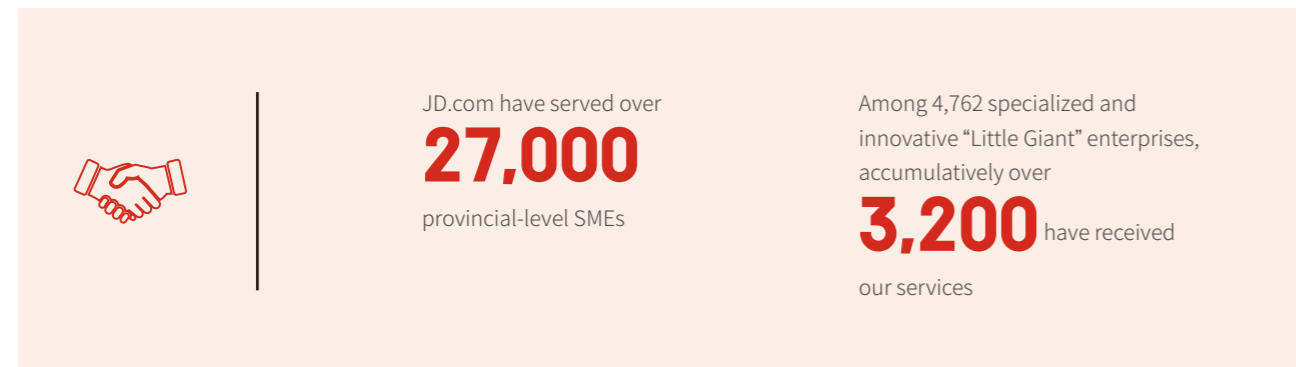 JD.com have served over
27,000
provincial-level SMEs
Among 4,762 specialized and
innovative “Little Giant” enterprises,
accumulatively over
3,200 have received
our services